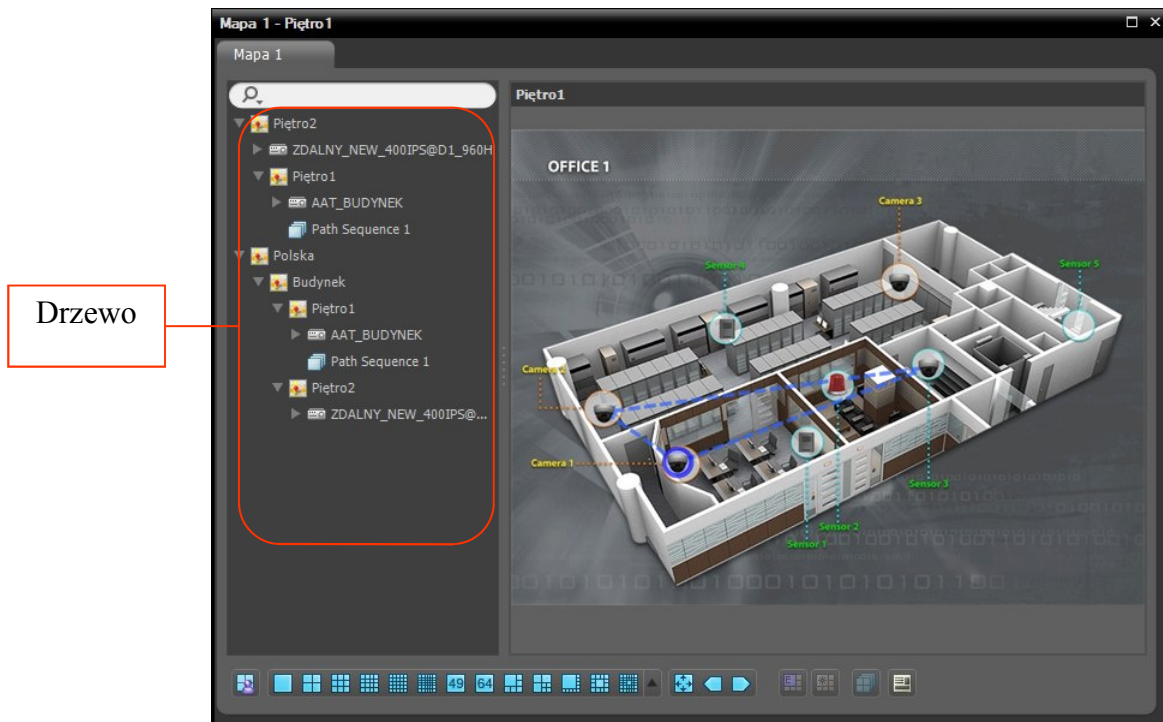 Mapa 1 - Piętro1
Mapa 1
Piętro2
ZDALNY_NEW_400IPS@D1_960H
Piętro1
AAT_BUDYNEK
Path Sequence 1
Polska
Budynek
Piętro1
AAT_BUDYNEK
Path Sequence 1
Piętro2
ZDALNY_NEW_400IPS@...
Drzewo
Piętro1
OFFICE 1
Camera 3
Sensor 4
Sensor 5
Camera 2
Camera 1
Sensor 3
Sensor 2
Sensor 1
49
64